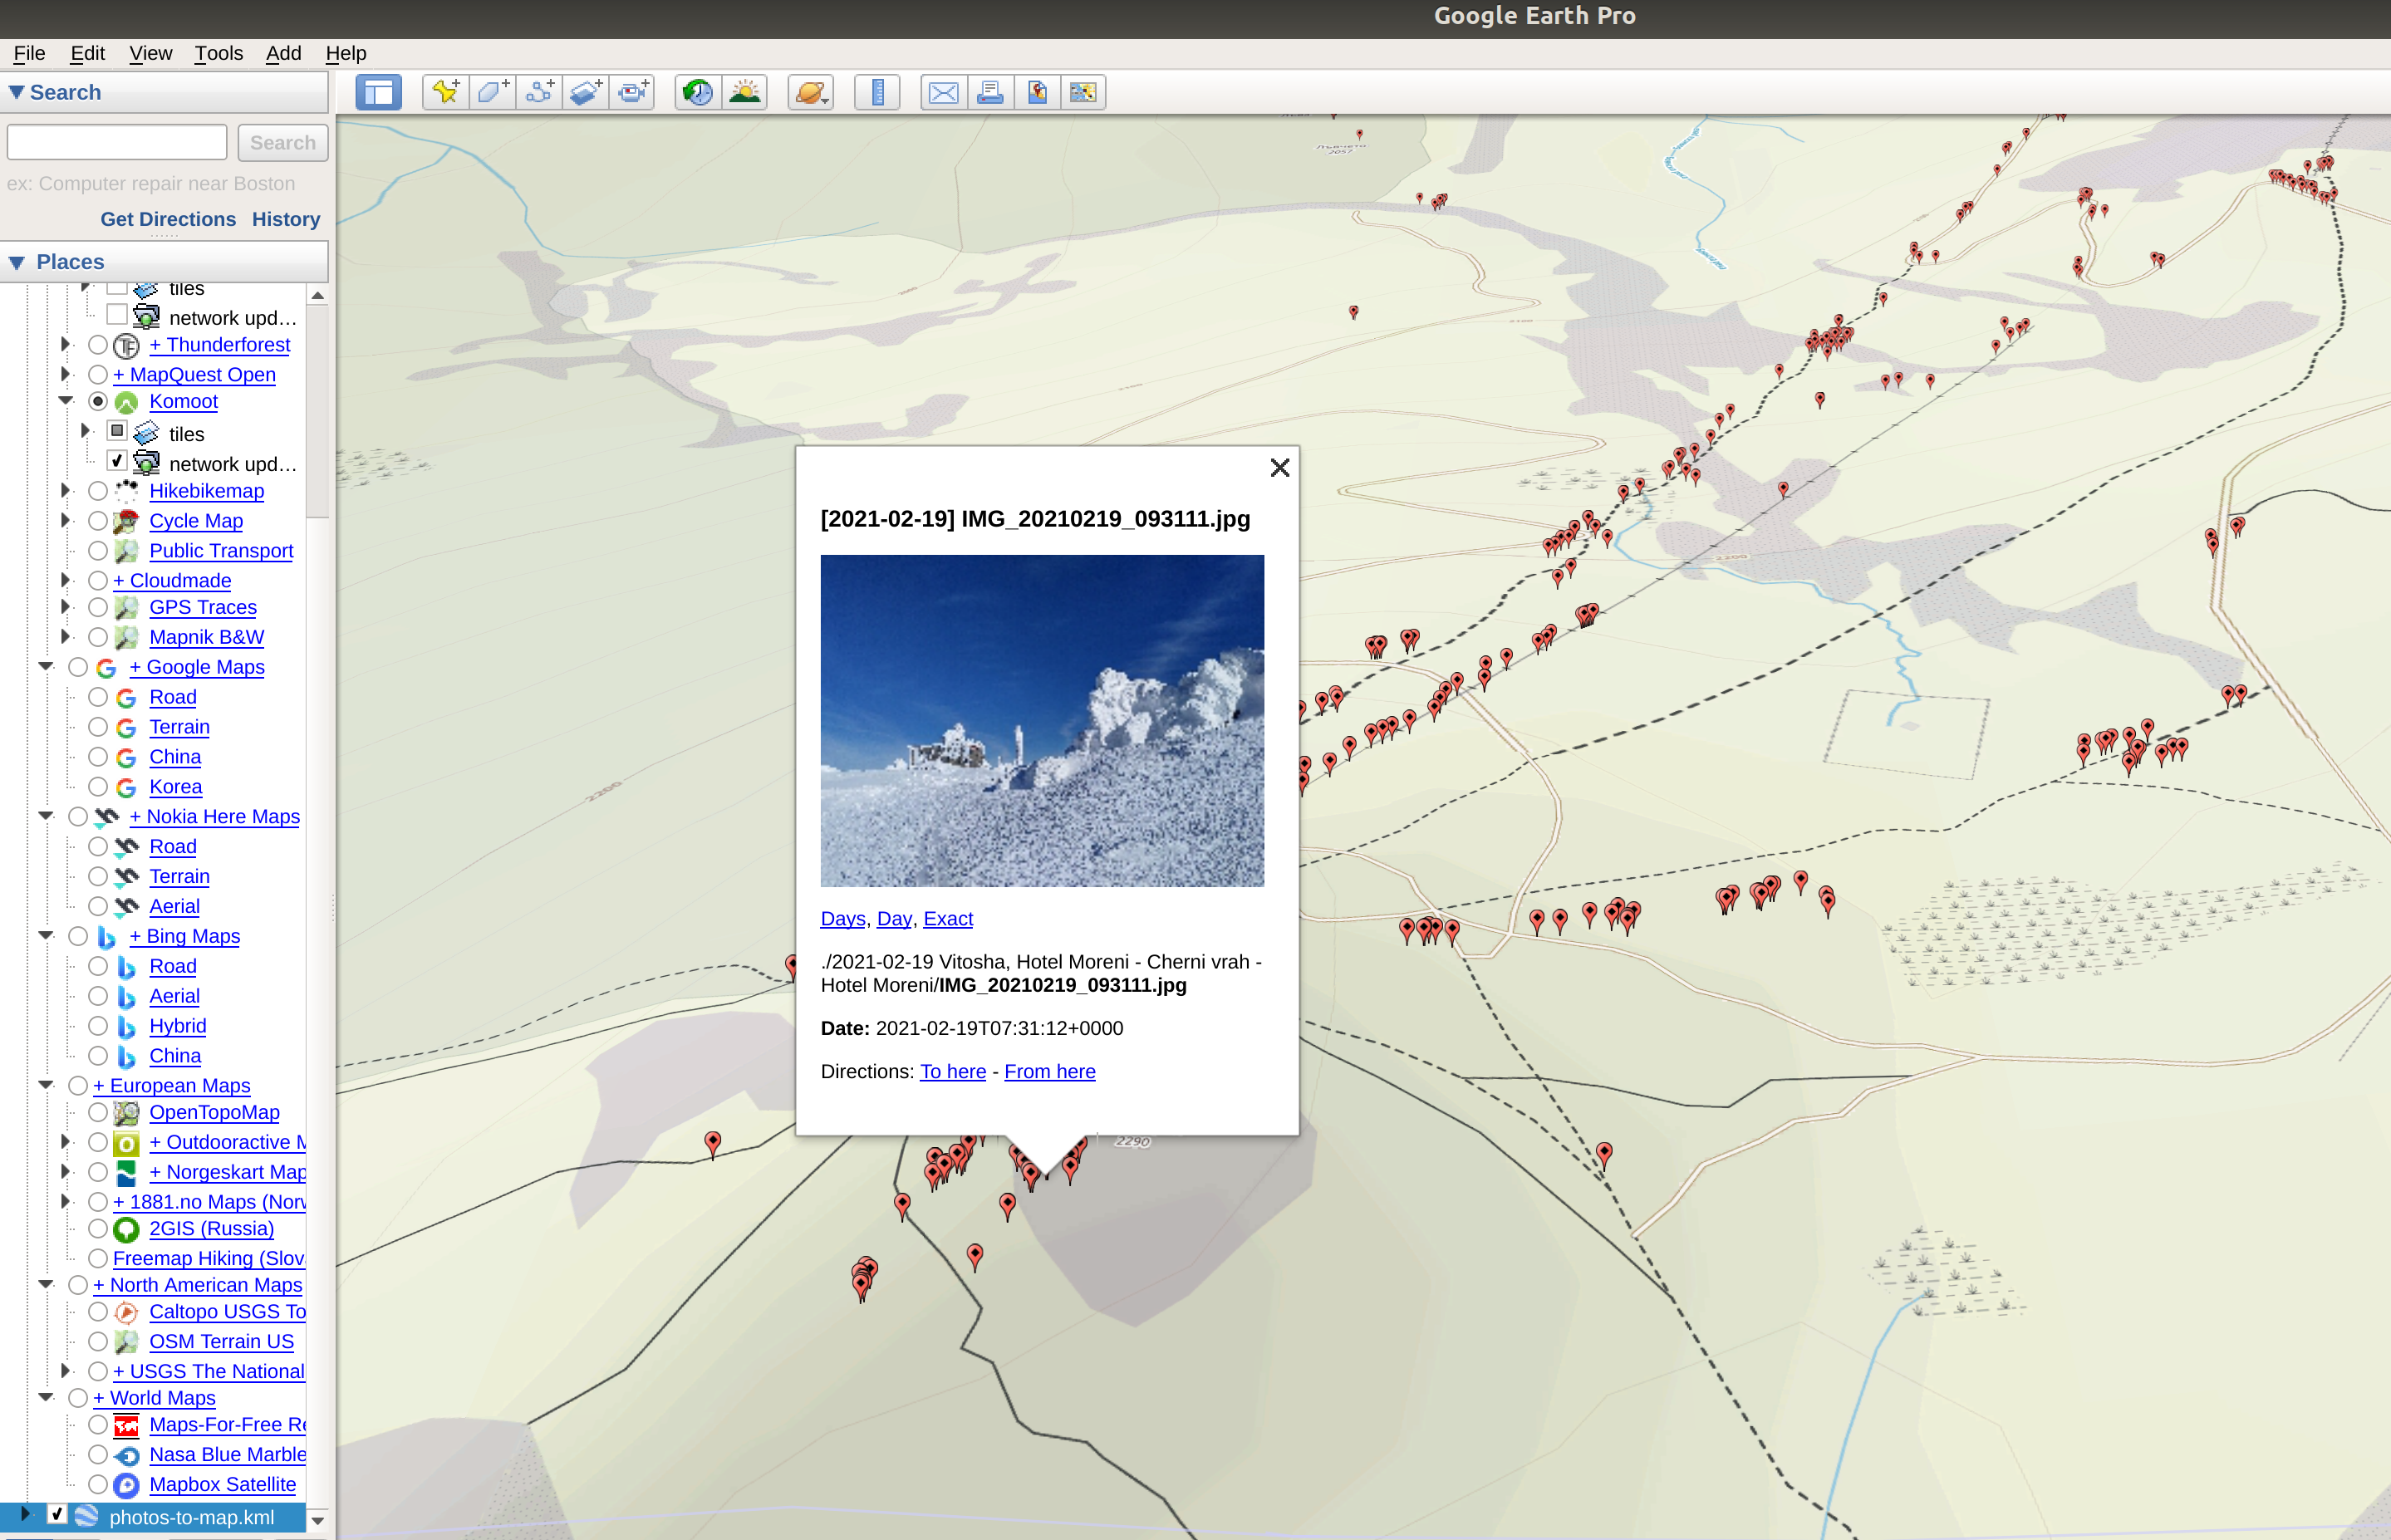 Google Earth Pro
File Edit View Tools Add Help
Search
Search
ex: Computer repair near Boston
Get Directions History
Places
tiles
network upd...
+ Thunderforest
+ MapQuest Open
Komoot
tiles
network upd...
Hikebikemap
Cycle Map
Public Transport
+ Cloudmade
GPS Traces
Mapnik B&W
+ Google Maps
Road
Terrain
China
Korea
+ Nokia Here Maps
Road
Terrain
Aerial
+ Bing Maps
Road
Aerial
Hybrid
China
+ European Maps
OpenTopoMap
+ Outdooractive M
+ Norgeskart Map
+ 1881.no Maps (Norw
2GIS (Russia)
Freemap Hiking (Slov
+ North American Maps
Caltopo USGS To
OSM Terrain US
+ USGS The National
+ World Maps
Maps-For-Free Re
Nasa Blue Marble
Mapbox Satellite
photos-to-map.kml
2057
2200
2200
[2021-02-19] IMG_20210219_093111.jpg
Days, Day, Exact
./2021-02-19 Vitosha, Hotel Moreni - Cherni vrah -
Hotel Moreni/IMG_20210219_093111.jpg
Date: 2021-02-19T07:31:12+0000
Directions: To here - From here
2290